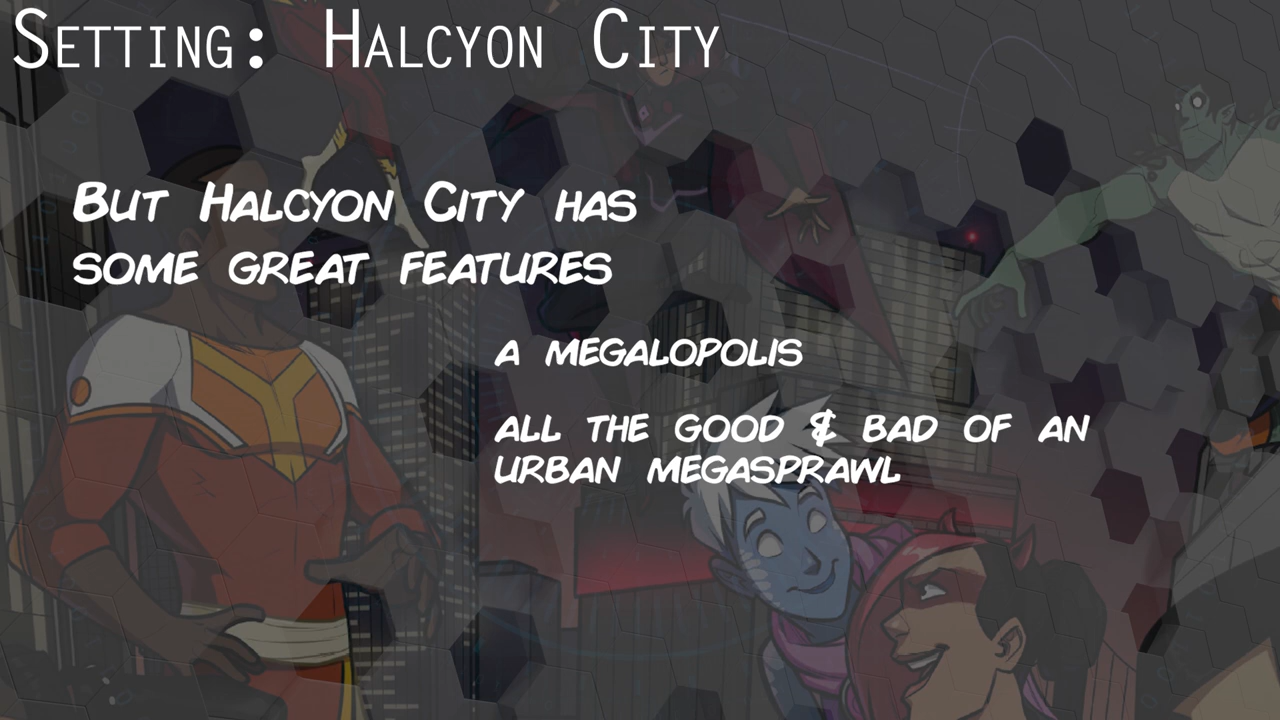 Setting: Halcyon City
But Halcyon City has
some great features
a megalopolis
all the good & bad of an
urban megasprawl